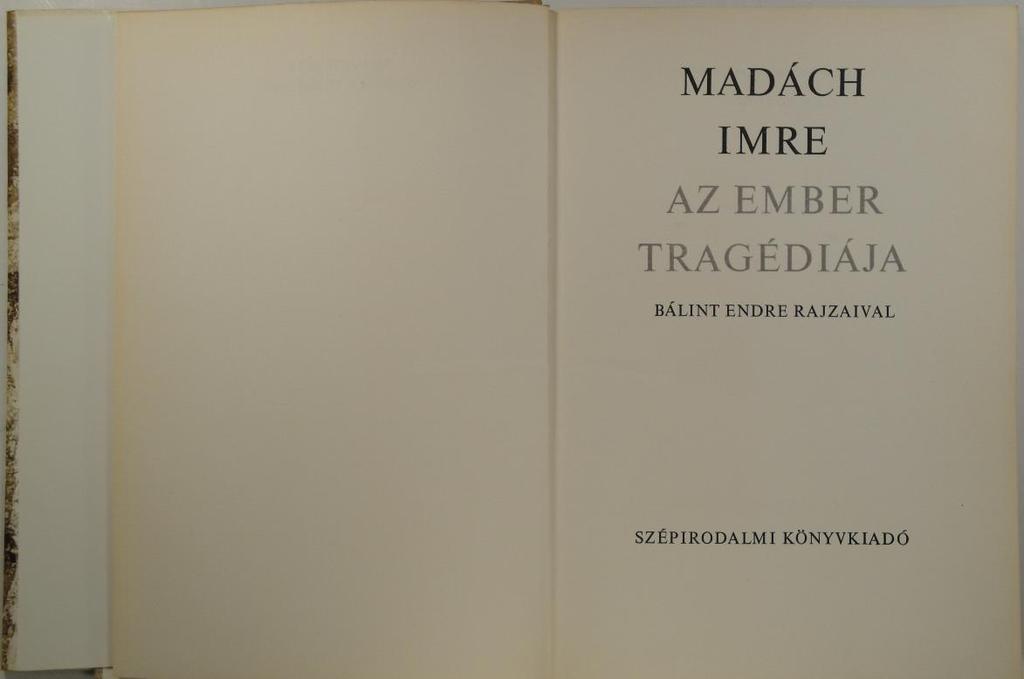 MADÁCH
IMRE
AZ EMBER
TRAGÉDIÁJA
BÁLINT ENDRE RAJZAIVAL
SZÉPIRODALMI KÖNYVKIADÓ